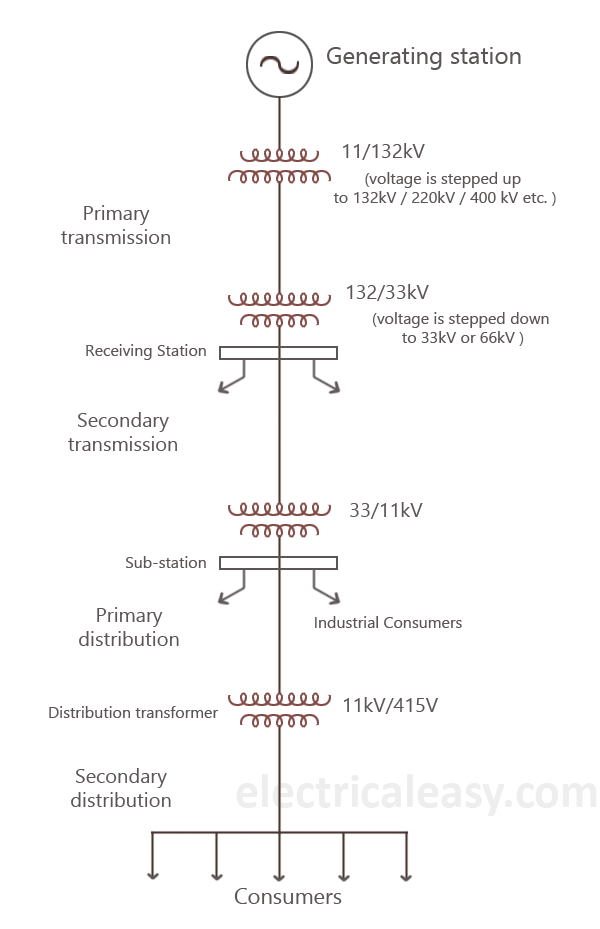 Generating station
11/132kV
(voltage is stepped up
to 132kV / 220kV / 400 kV etc. )
Primary
transmission
132/33kV
(voltage is stepped down
to 33kV or 66kV )
Receiving Station
Secondary
transmission
33/11kV
Sub-station
Primary
distribution
Industrial Consumers
11kV/415V
Distribution transformer
Secondary
distribution
electricaleasy.com
Consumers